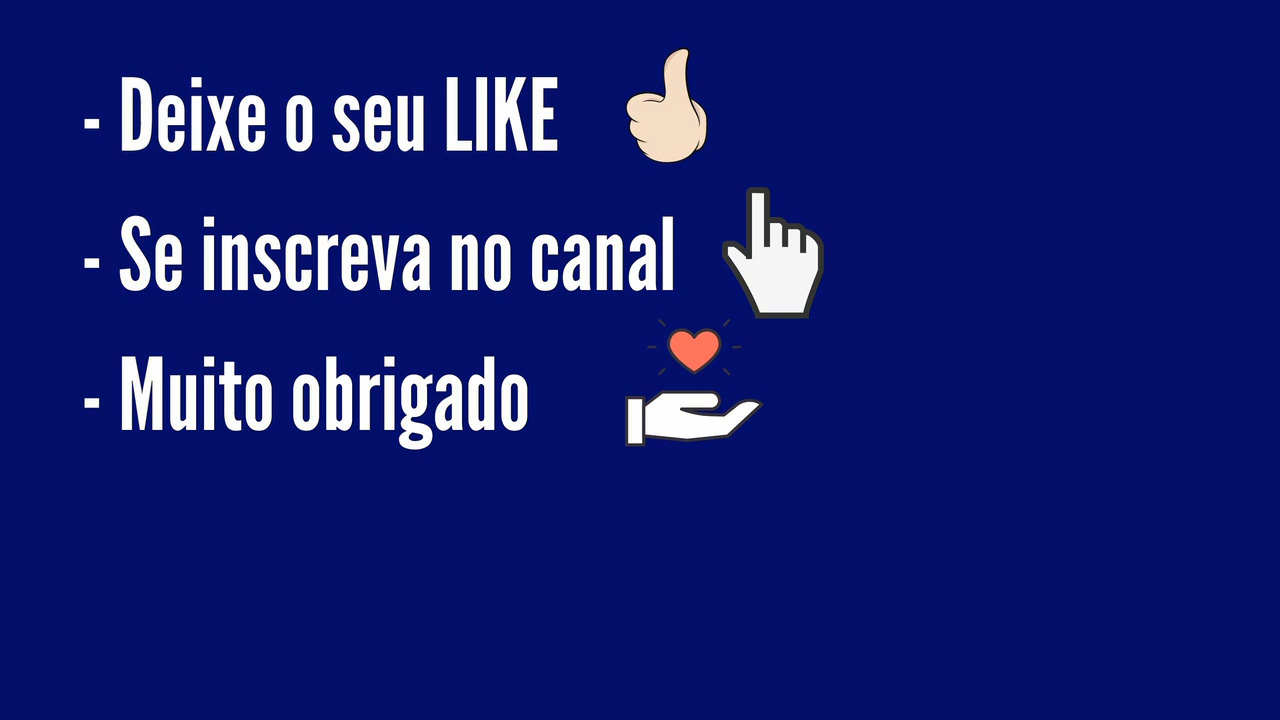 - Deixe o seu LIKE
- Se inscreva no canal
- Muito obrigado